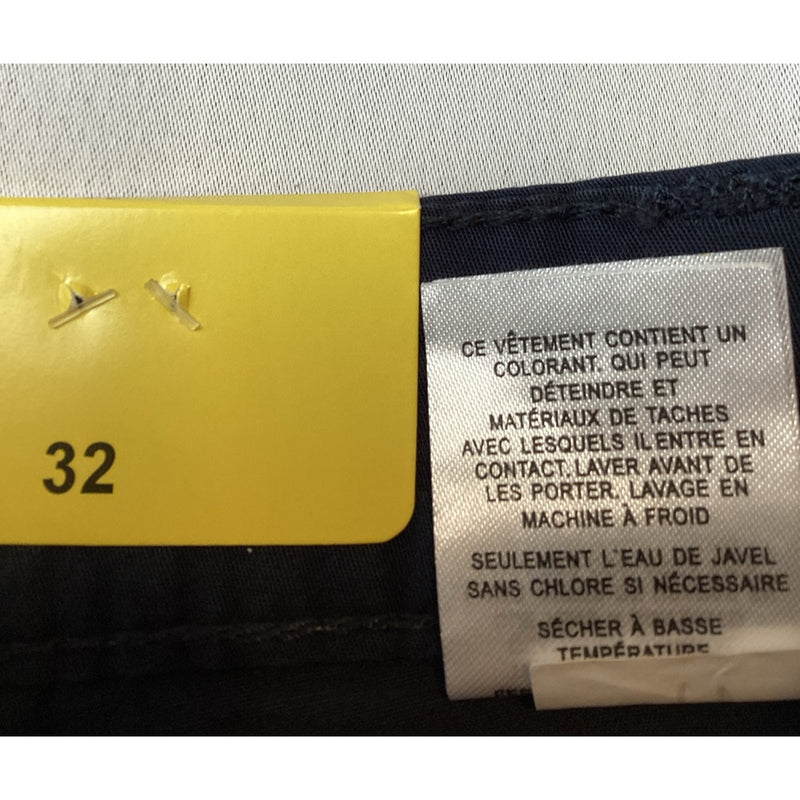 32
CE VÊTEMENT CONTIENT UN
COLORANT. QUI PEUT
DÉTEINDRE ET
MATÉRIAUX DE TACHES
AVEC LESQUELS IL ENTRE EN
CONTACT. LAVER AVANT DE
LES PORTER. LAVAGE EN
MACHINE À FROID
SEULEMENT L'EAU DE JAVEL
SANS CHLORE SI NÉCESSAIRE
SÉCHER À BASSE
TEMPÉRATURE